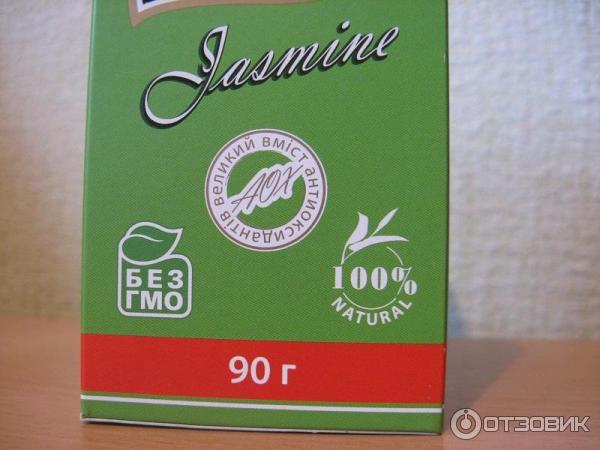 Jasmine
великий вміст антиоксидантів
АОХ
БЕЗ
ГМО
100%
NATURAL
90 г
ОТЗОВИК